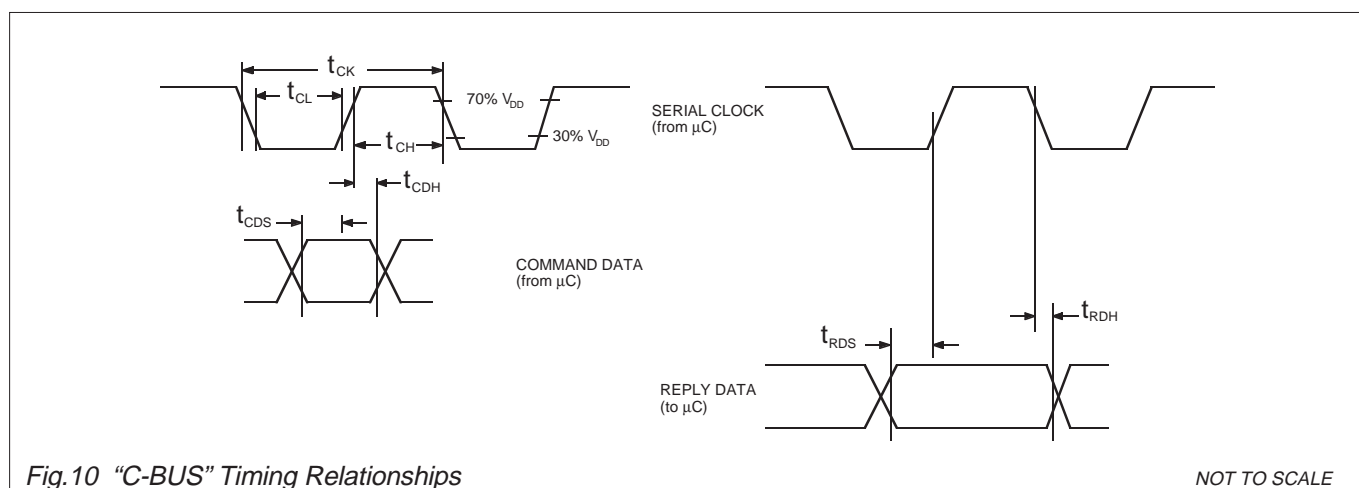 tCK
tCL
70% VDD
30% VDD
tCH
tCDH
tCDS
SERIAL CLOCK
(from µC)
COMMAND DATA
(from µC)
tRDH
tRDS
REPLY DATA
(to µC)
Fig.10 “C-BUS” Timing Relationships
NOT TO SCALE